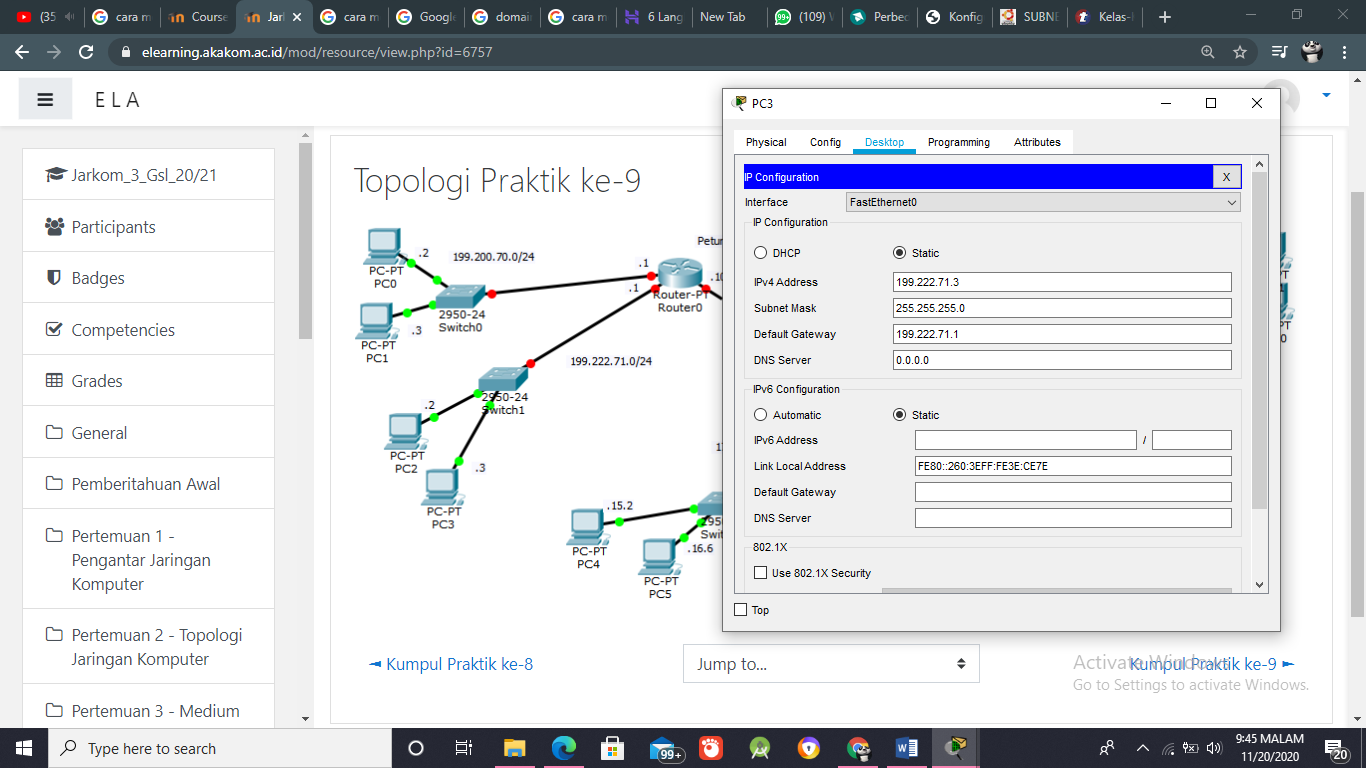 (35
cara m
Course
Jarl
cara m
Googl
domai
cara m
6 Lang
New Tab
(109)
Perbec
Konfig
SUBNE
Kelas-
elearning.akakom.ac.id/mod/resource/view.php?id=6757
E L A
Jarkom_3_Gsl_20/21
Participants
Badges
Competencies
Grades
General
Pemberitahuan Awal
Pertemuan 1 -
Pengantar Jaringan
Komputer
Pertemuan 2 - Topologi
Jaringan Komputer
Pertemuan 3 - Medium
Topologi Praktik ke-9
.2
199.200.70.0/24
PC-PT
PC0
.1
Petur
.10
.1
Router-PT
Router0
2950-24
Switch0
.3
PC-PT
PC1
199.222.71.0/24
2950-24
Switch1
.2
PC-PT
PC2
.3
PC-PT
PC3
.15.2
PC-PT
PC4
.16.6
PC-PT
PC5
295
Swit
PC3
Physical
Config
Desktop
Programming
Attributes
IP Configuration
X
Interface
FastEthernet0
IP Configuration
DHCP
Static
IPv4 Address
199.222.71.3
Subnet Mask
255.255.255.0
Default Gateway
199.222.71.1
DNS Server
0.0.0.0
IPv6 Configuration
Automatic
Static
IPv6 Address
/
Link Local Address
FE80::260:3EFF:FE3E:CE7E
Default Gateway
DNS Server
802.1X
Use 802.1X Security
Top
◄ Kumpul Praktik ke-8
Jump to...
Kumpul Praktik ke-9 ►
Activate Windows
Go to Settings to activate Windows.
Type here to search
99+
9:45 MALAM
11/20/2020
20